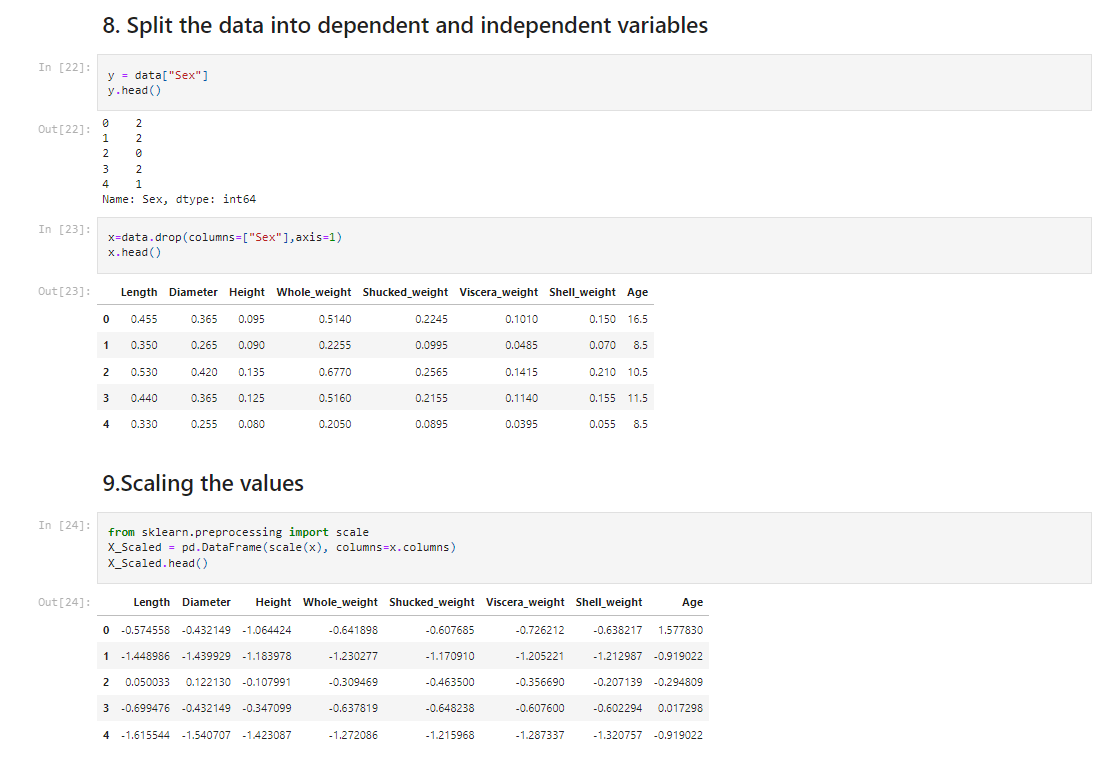 8. Split the data into dependent and independent variables
In [22]:
y = data["Sex"]
y.head()
Out[22]:
0 2
1 2
2 0
3 2
4 1
Name: Sex, dtype: int64
In [23]:
x=data.drop(columns=["Sex"],axis=1)
x.head()
Out[23]:
Length Diameter Height Whole_weight Shucked_weight Viscera_weight Shell_weight Age
0 0.455 0.365 0.095 0.5140 0.2245 0.1010 0.150 16.5
1 0.350 0.265 0.090 0.2255 0.0995 0.0485 0.070 8.5
2 0.530 0.420 0.135 0.6770 0.2565 0.1415 0.210 10.5
3 0.440 0.365 0.125 0.5160 0.2155 0.1140 0.155 11.5
4 0.330 0.255 0.080 0.2050 0.0895 0.0395 0.055 8.5
9.Scaling the values
In [24]:
from sklearn.preprocessing import scale
X_Scaled = pd.DataFrame(scale(x), columns=x.columns)
X_Scaled.head()
Out[24]:
Length Diameter Height Whole_weight Shucked_weight Viscera_weight Shell_weight Age
0 -0.574558 -0.432149 -1.064424 -0.641898 -0.607685 -0.726212 -0.638217 1.577830
1 -1.448986 -1.439929 -1.183978 -1.230277 -1.170910 -1.205221 -1.212987 -0.919022
2 0.050033 0.122130 -0.107991 -0.309469 -0.463500 -0.356690 -0.207139 -0.294809
3 -0.699476 -0.432149 -0.347099 -0.637819 -0.648238 -0.607600 -0.602294 0.017298
4 -1.615544 -1.540707 -1.423087 -1.272086 -1.215968 -1.287337 -1.320757 -0.919022